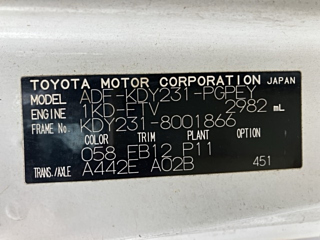 TOYOTA MOTOR CORPORATION JAPAN
MODEL ADF-KDY231-PGPEY
ENGINE 1KD-FTV 2982 mL
FRAME No. KDY231-8001866
COLOR TRIM PLANT OPTION
058 FB12 P11
TRANS./AXLE A442E A02B 451